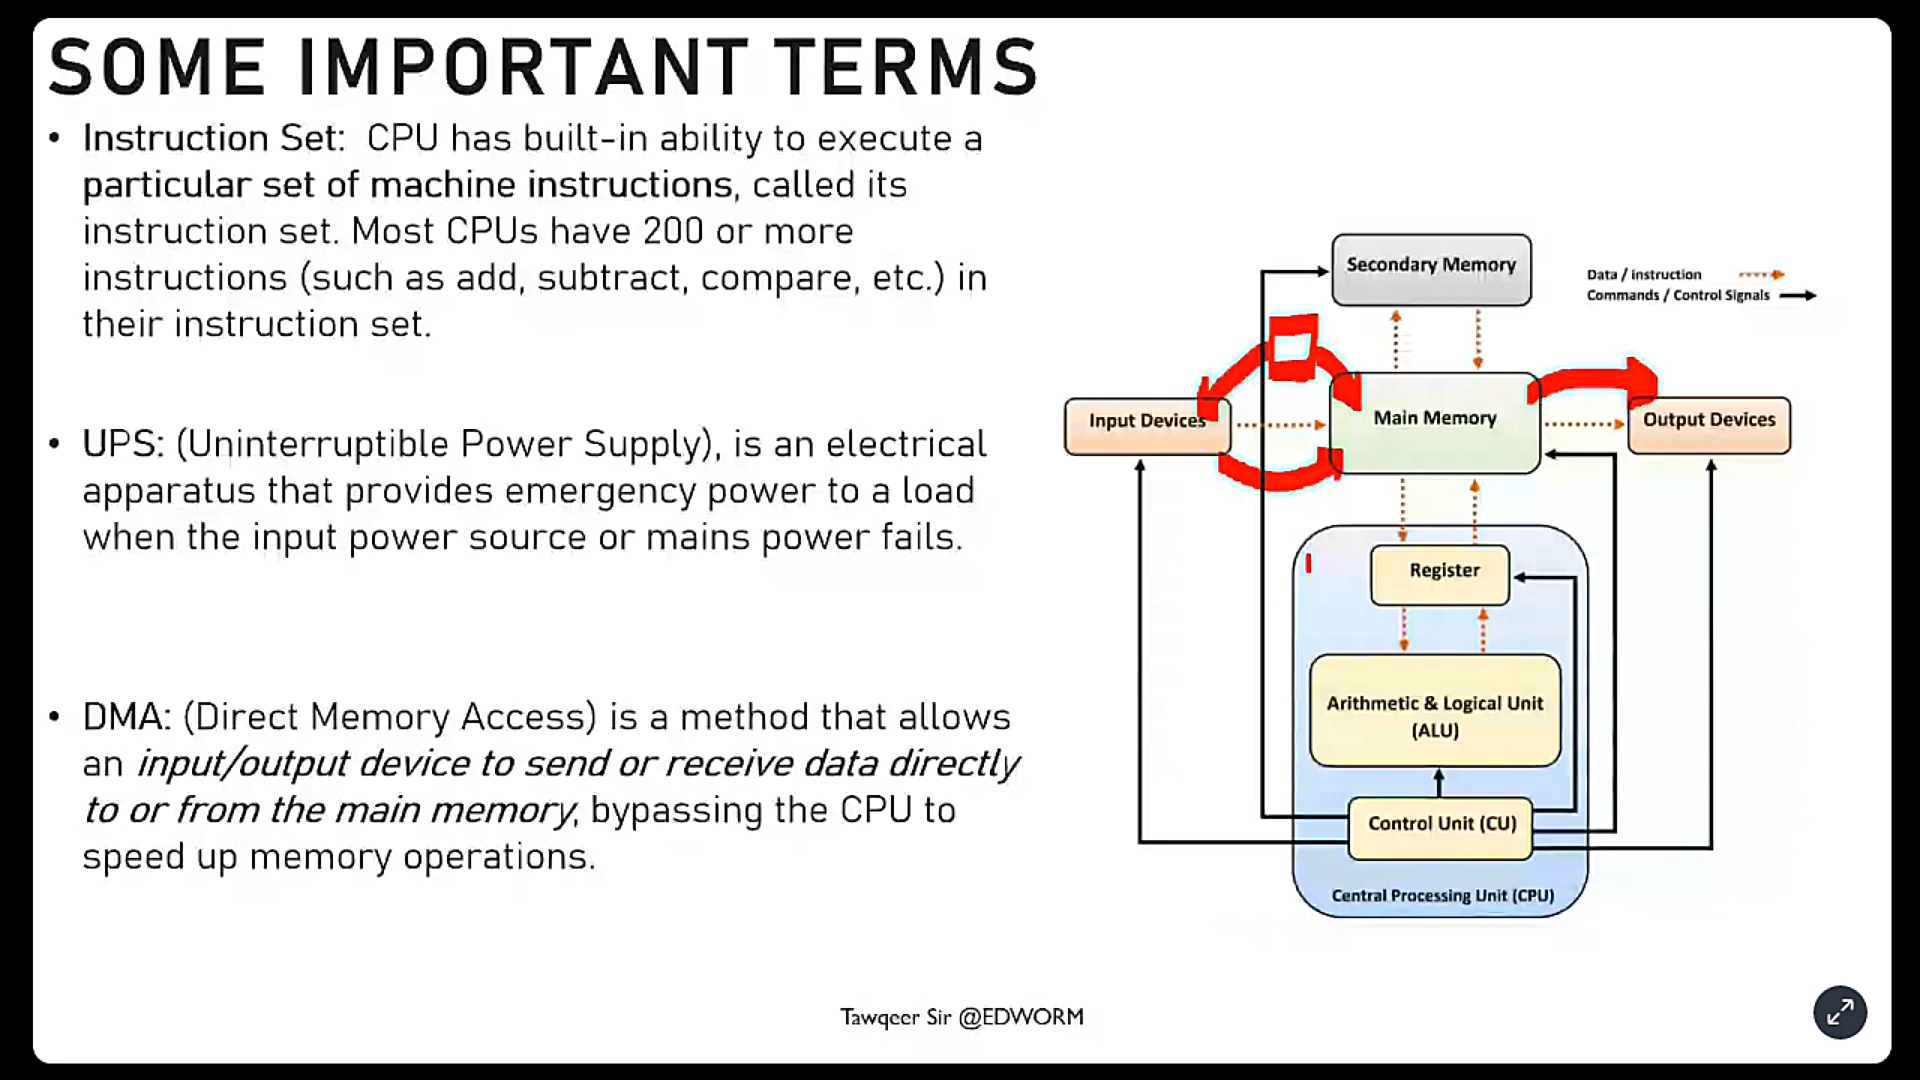 SOME IMPORTANT TERMS
• Instruction Set:  CPU has built-in ability to execute a
particular set of machine instructions, called its
instruction set. Most CPUs have 200 or more
instructions (such as add, subtract, compare, etc.) in
their instruction set.
• UPS: (Uninterruptible Power Supply), is an electrical
apparatus that provides emergency power to a load
when the input power source or mains power fails.
• DMA: (Direct Memory Access) is a method that allows
an input/output device to send or receive data directly
to or from the main memory, bypassing the CPU to
speed up memory operations.
Secondary Memory
Data / instruction
Commands / Control Signals
Input Devices
Main Memory
Output Devices
Register
Arithmetic & Logical Unit
(ALU)
Control Unit (CU)
Central Processing Unit (CPU)
Tawqeer Sir @EDWORM